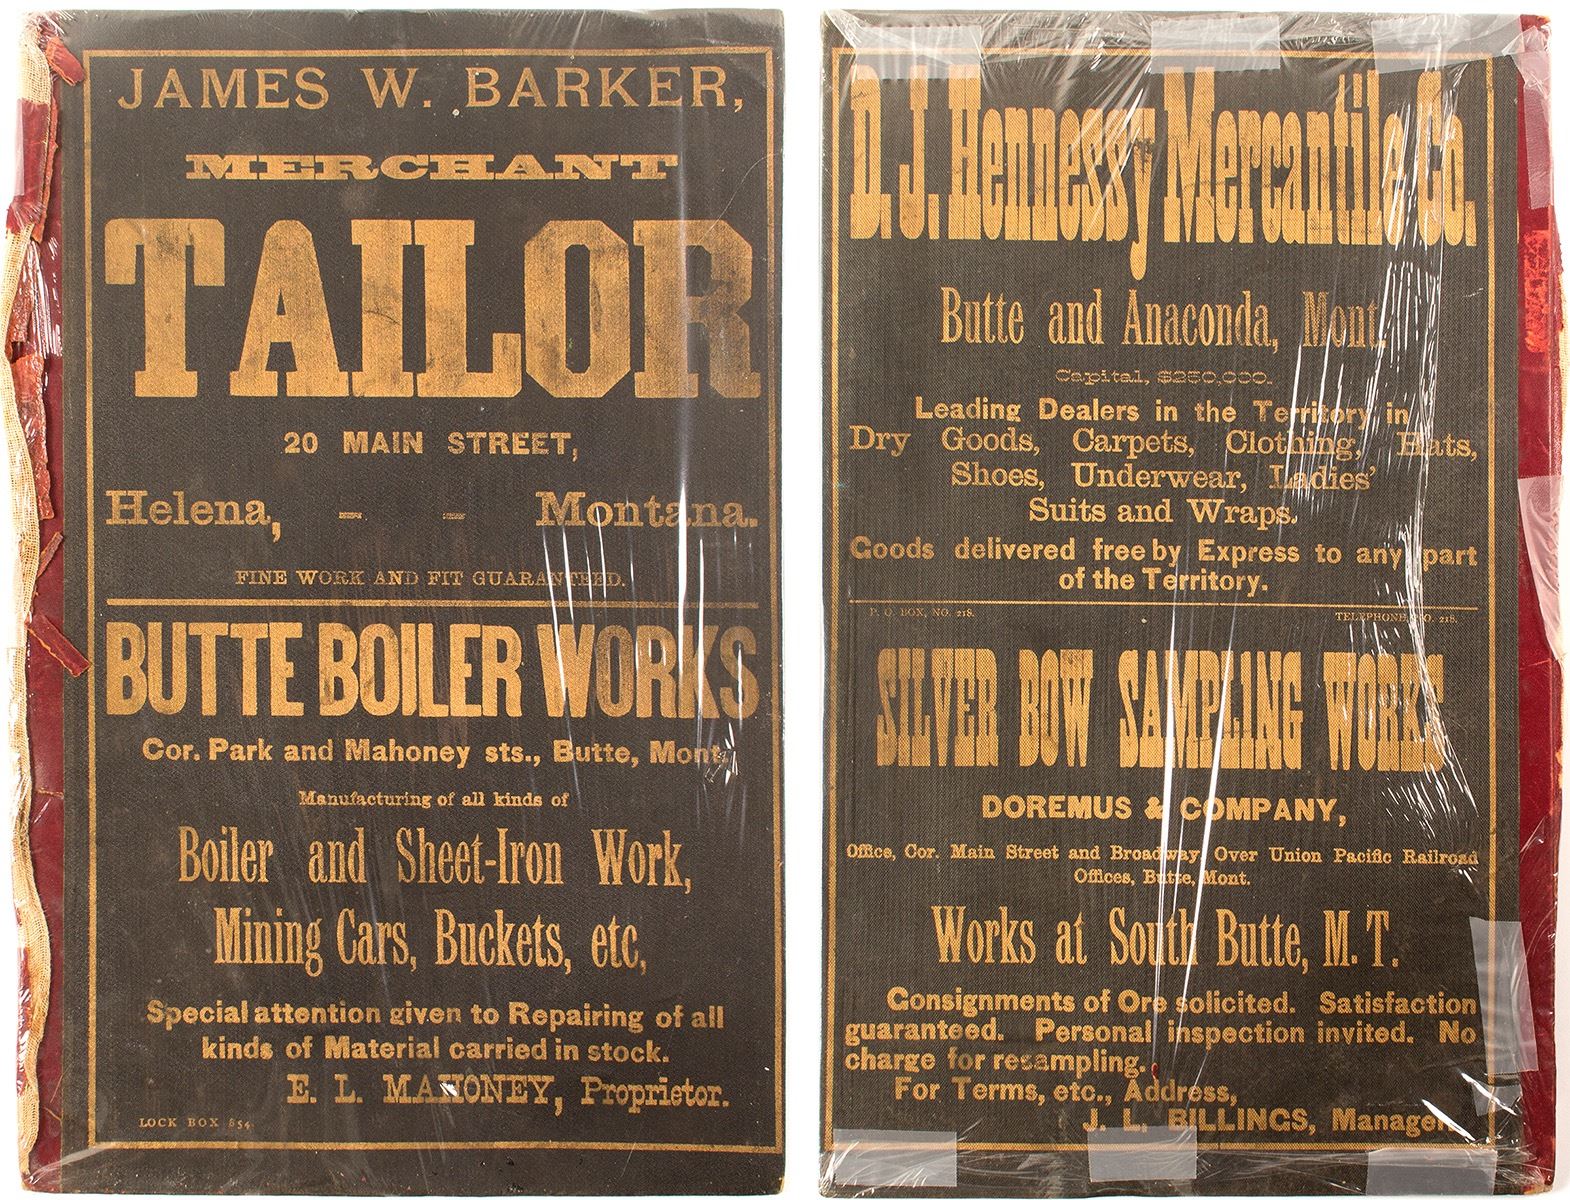 JAMES W. BARKER,
MERCHANT
TAILOR
20 MAIN STREET,
Helena, - - Montana.
FINE WORK AND FIT GUARANTEED.
BUTTE BOILER WORKS
Cor. Park and Mahoney sts., Butte, Mont.
Manufacturing of all kinds of
Boiler and Sheet-Iron Work,
Mining Cars, Buckets, etc,
Special attention given to Repairing of all
kinds of Material carried in stock.
E. L. MAHONEY, Proprietor.
LOCK BOX 854
D. J. Hennessy Mercantile Co.
Butte and Anaconda, Mont.
Capital, $250,000.
Leading Dealers in the Territory in
Dry Goods, Carpets, Clothing, Hats,
Shoes, Underwear, Ladies'
Suits and Wraps.
Goods delivered free by Express to any part
of the Territory.
P. O. BOX, NO. 218. TELEPHONE, NO. 218.
SILVER BOW SAMPLING WORKS
DOREMUS & COMPANY,
Office, Cor. Main Street and Broadway, Over Union Pacific Railroad
Offices, Butte, Mont.
Works at South Butte, M. T.
Consignments of Ore solicited. Satisfaction
guaranteed. Personal inspection invited. No
charge for resampling.
For Terms, etc., Address,
J. L. BILLINGS, Manager.